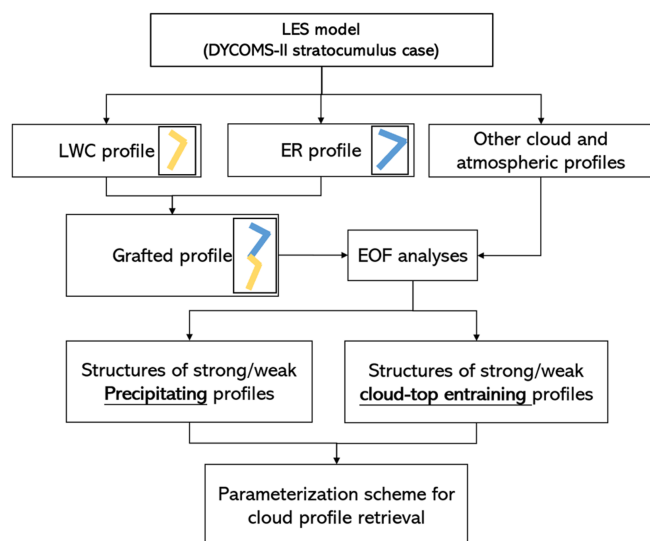 LES model
(DYCOMS-II stratocumulus case)
LWC profile
ER profile
Other cloud and
atmospheric profiles
Grafted profile
EOF analyses
Structures of strong/weak
Precipitating profiles
Structures of strong/weak
cloud-top entraining profiles
Parameterization scheme for
cloud profile retrieval